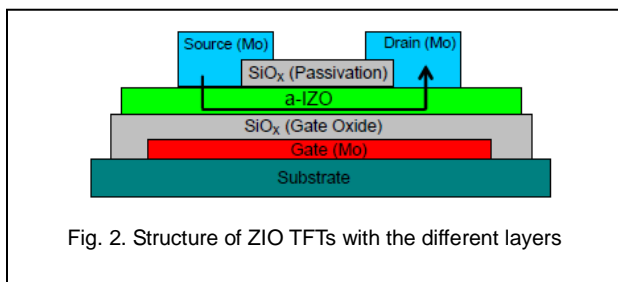 Source (Mo)
Drain (Mo)
SiOx (Passivation)
a-IZO
SiOx (Gate Oxide)
Gate (Mo)
Substrate
Fig. 2. Structure of ZIO TFTs with the different layers